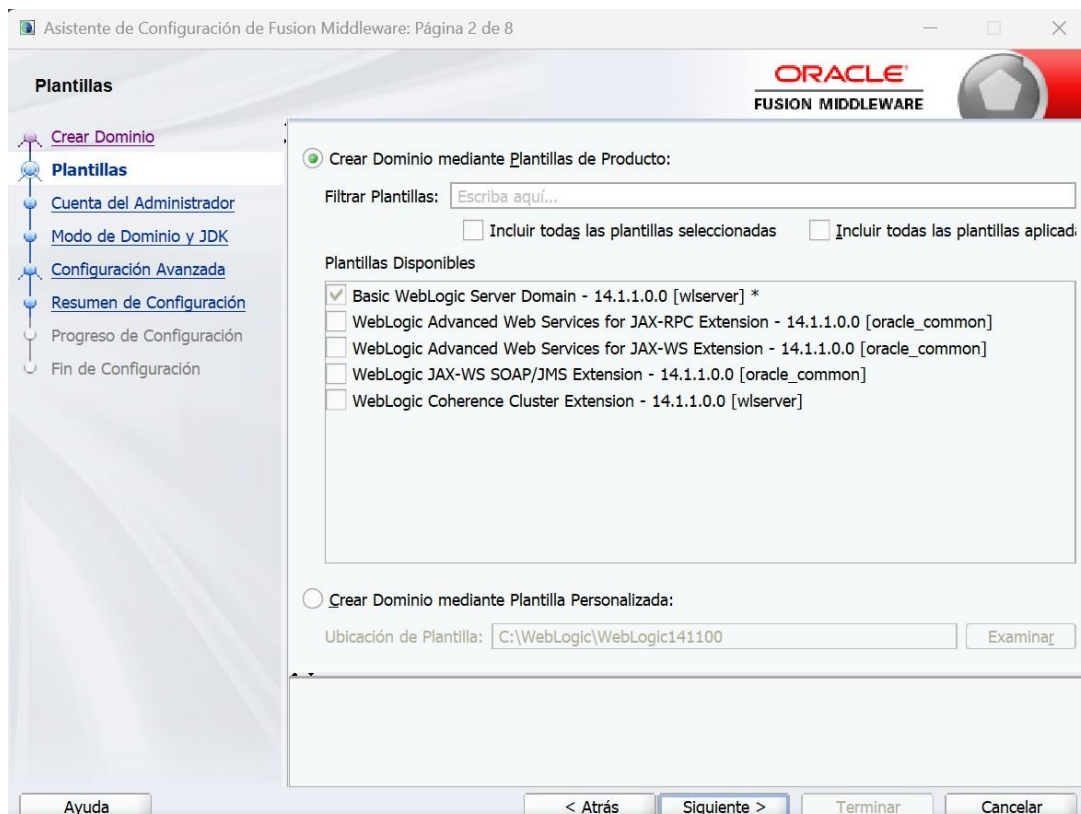 Asistente de Configuración de Fusion Middleware: Página 2 de 8
Plantillas
ORACLE
FUSION MIDDLEWARE
Crear Dominio
Plantillas
Cuenta del Administrador
Modo de Dominio y JDK
Configuración Avanzada
Resumen de Configuración
Progreso de Configuración
Fin de Configuración
Crear Dominio mediante Plantillas de Producto:
Filtrar Plantillas: Escriba aquí...
Incluir todas las plantillas seleccionadas Incluir todas las plantillas aplicad
Plantillas Disponibles
Basic WebLogic Server Domain - 14.1.1.0.0 [wlserver] *
WebLogic Advanced Web Services for JAX-RPC Extension - 14.1.1.0.0 [oracle_common]
WebLogic Advanced Web Services for JAX-WS Extension - 14.1.1.0.0 [oracle_common]
WebLogic JAX-WS SOAP/JMS Extension - 14.1.1.0.0 [oracle_common]
WebLogic Coherence Cluster Extension - 14.1.1.0.0 [wlserver]
Crear Dominio mediante Plantilla Personalizada:
Ubicación de Plantilla: C:\WebLogic\WebLogic141100 Examinar
Ayuda < Atrás Siguiente > Terminar Cancelar